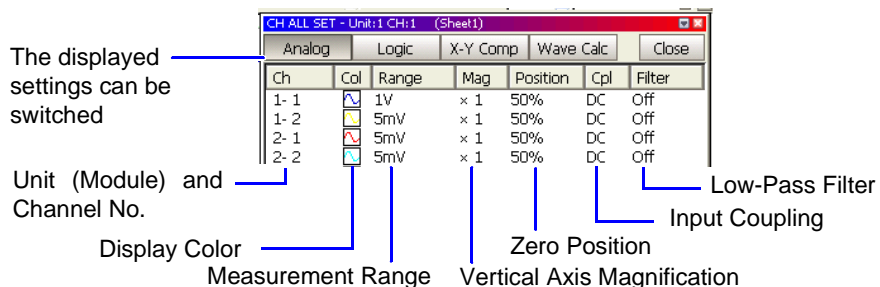 CH ALL SET - Unit:1 CH:1 (Sheet1)
Analog Logic X-Y Comp Wave Calc Close
Ch Col Range Mag Position Cpl Filter
1- 1 1V × 1 50% DC Off
1- 2 5mV × 1 50% DC Off
2- 1 5mV × 1 50% DC Off
2- 2 5mV × 1 50% DC Off
The displayed
settings can be
switched
Unit (Module) and
Channel No.
Low-Pass Filter
Input Coupling
Display Color
Zero Position
Measurement Range
Vertical Axis Magnification